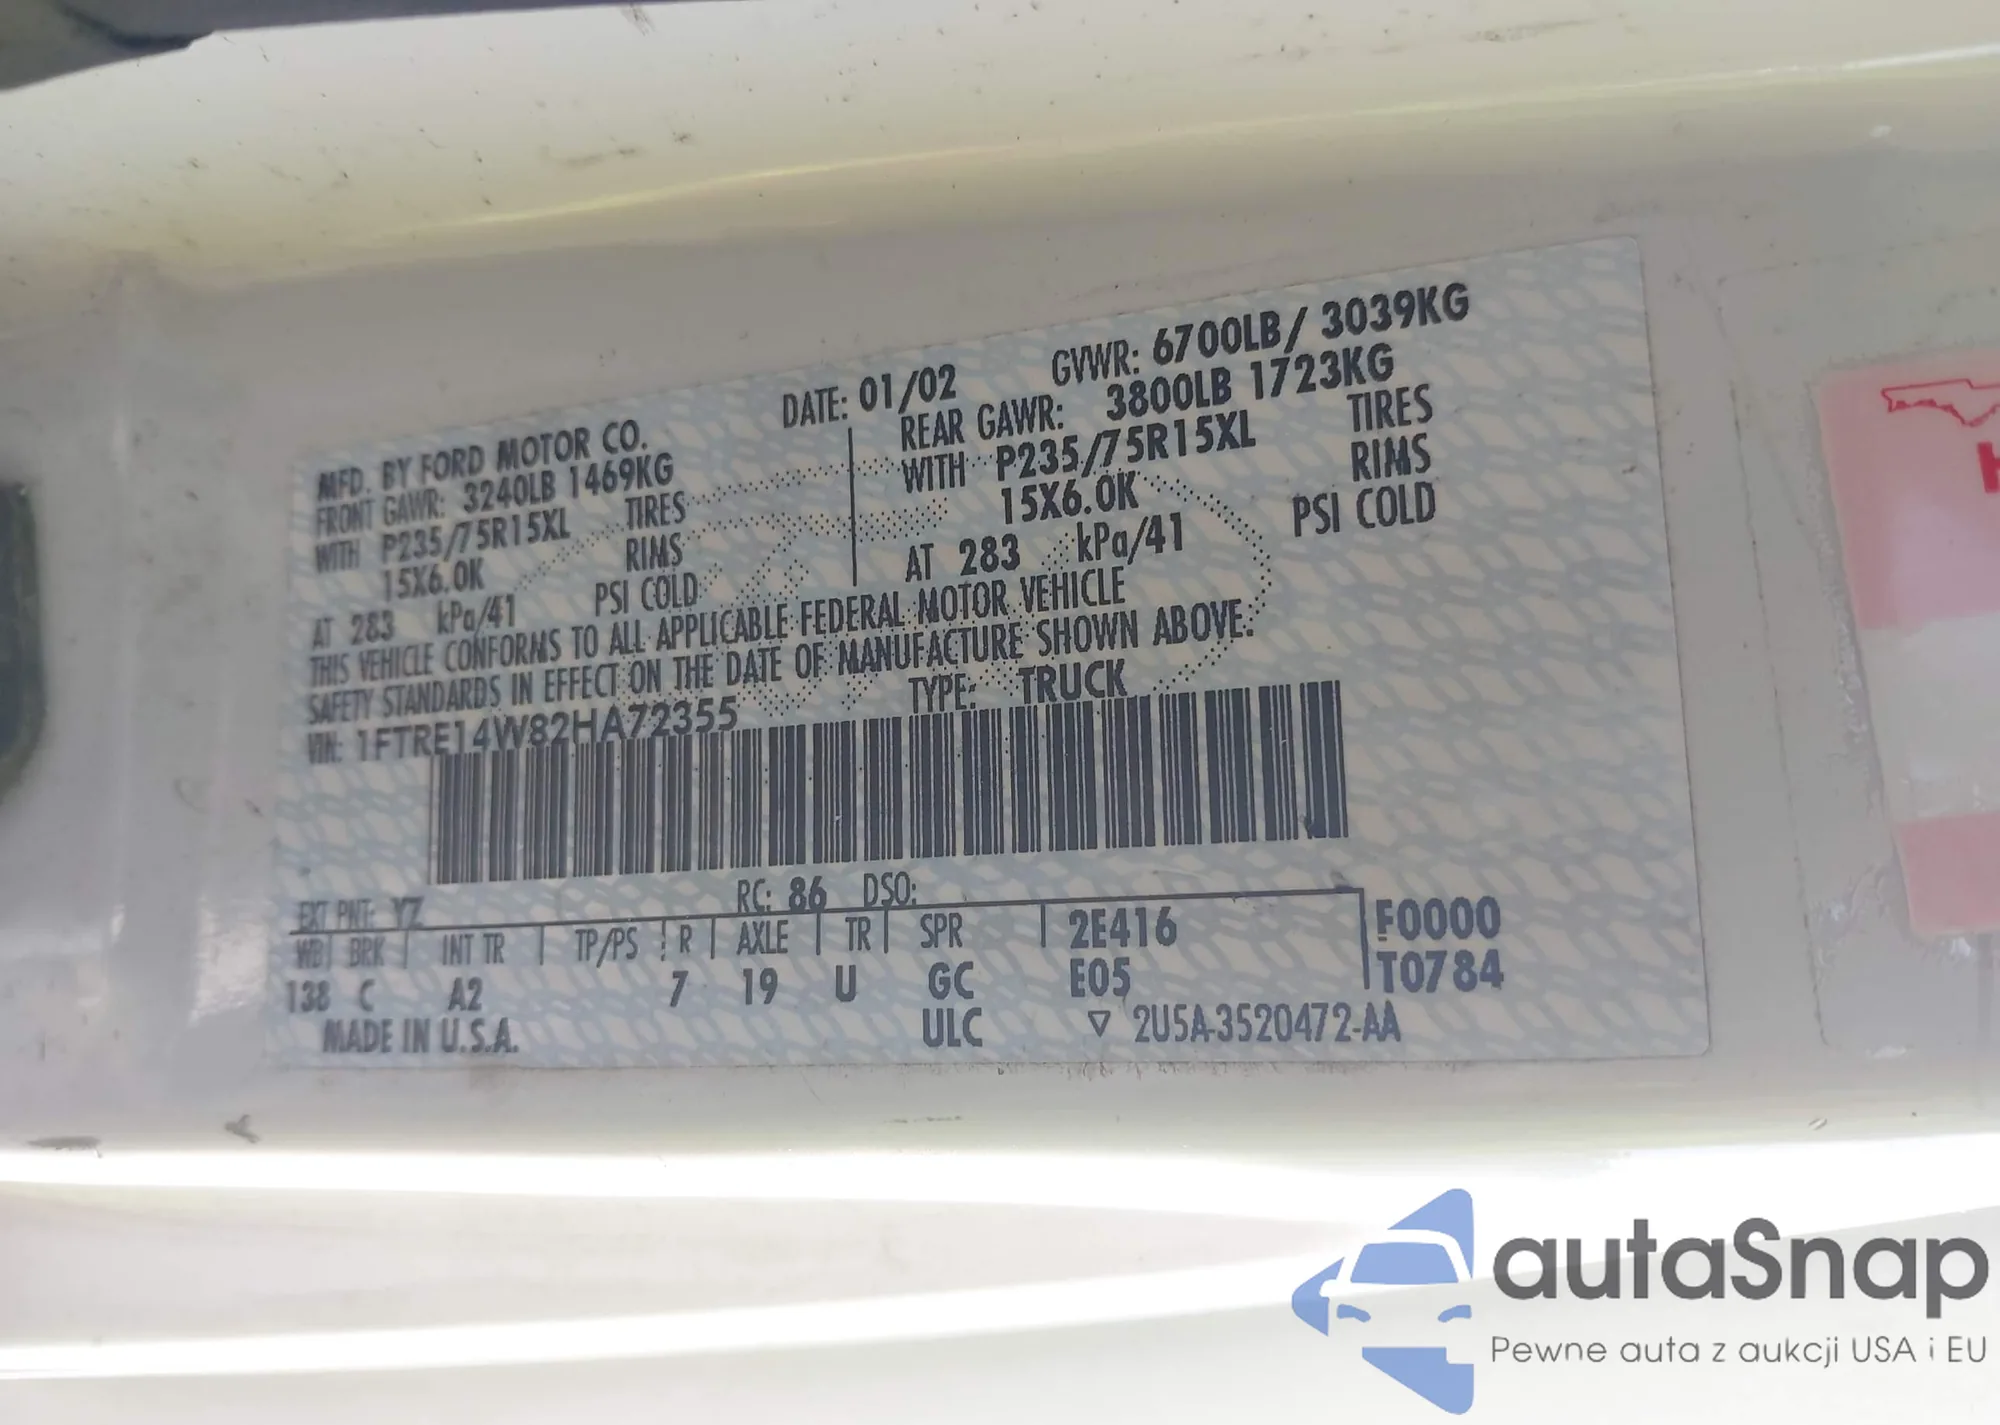 MFD. BY FORD MOTOR CO. DATE: 01/02 GVWR: 6700LB/ 3039KG
FRONT GAWR: 3240LB 1469KG REAR GAWR: 3800LB 1723KG
WITH P235/75R15XL TIRES WITH P235/75R15XL TIRES
15X6.0K RIMS 15X6.0K RIMS
AT 283 kPa/41 PSI COLD AT 283 kPa/41 PSI COLD
THIS VEHICLE CONFORMS TO ALL APPLICABLE FEDERAL MOTOR VEHICLE
SAFETY STANDARDS IN EFFECT ON THE DATE OF MANUFACTURE SHOWN ABOVE.
VIN: 1FTRE14W82HA72355 TYPE: TRUCK
EXT PNT: YZ RC: 86 DSO:
WB BRK INT TR TP/PS R AXLE TR SPR 2E416 F0000
138 C A2 7 19 U GC E05 T0784
MADE IN U.S.A. ULC ▽ 2U5A-3520472-AA
autaSnap
Pewne auta z aukcji USA i EU